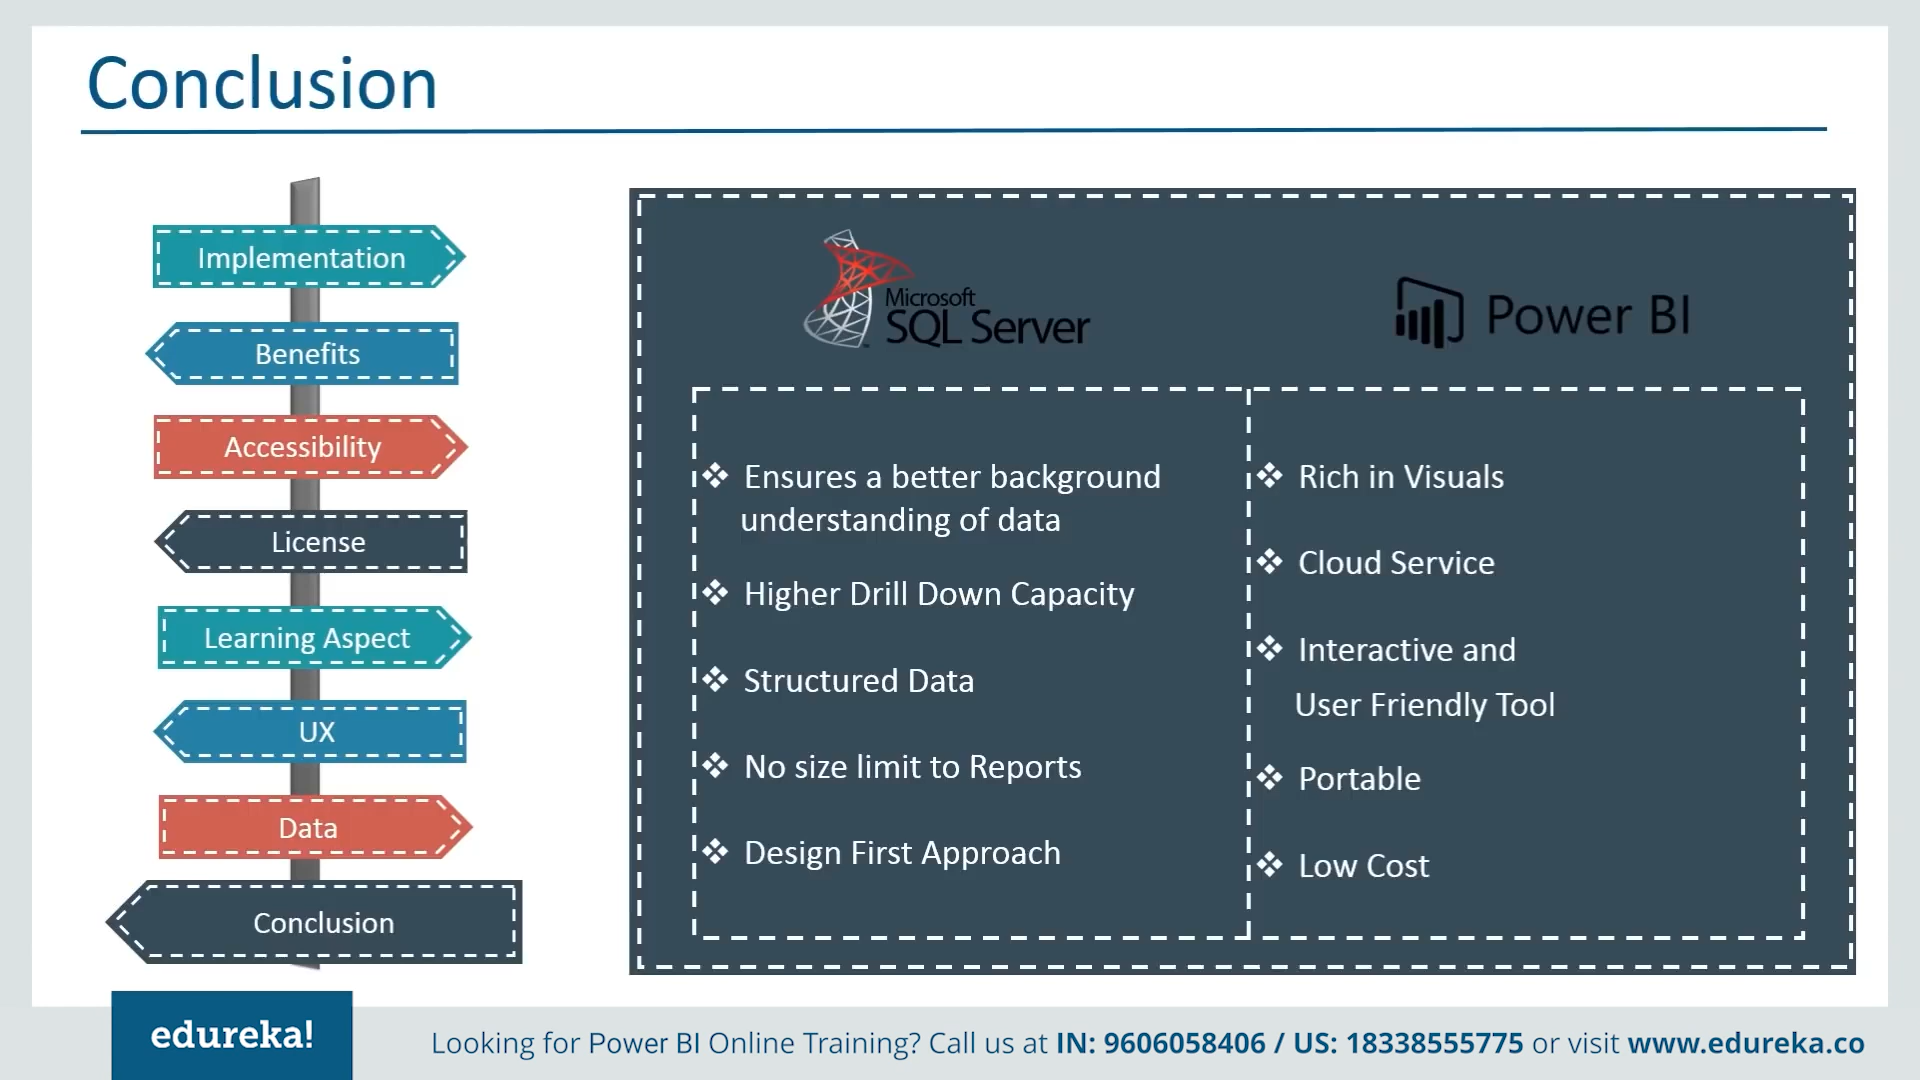 Conclusion
Implementation
Benefits
Accessibility
License
Learning Aspect
UX
Data
Conclusion
Microsoft
SQL Server
❖ Ensures a better background
understanding of data
❖ Higher Drill Down Capacity
❖ Structured Data
❖ No size limit to Reports
❖ Design First Approach
Power BI
❖ Rich in Visuals
❖ Cloud Service
❖ Interactive and
User Friendly Tool
❖ Portable
❖ Low Cost
edureka!
Looking for Power BI Online Training? Call us at IN: 9606058406 / US: 18338555775 or visit www.edureka.co